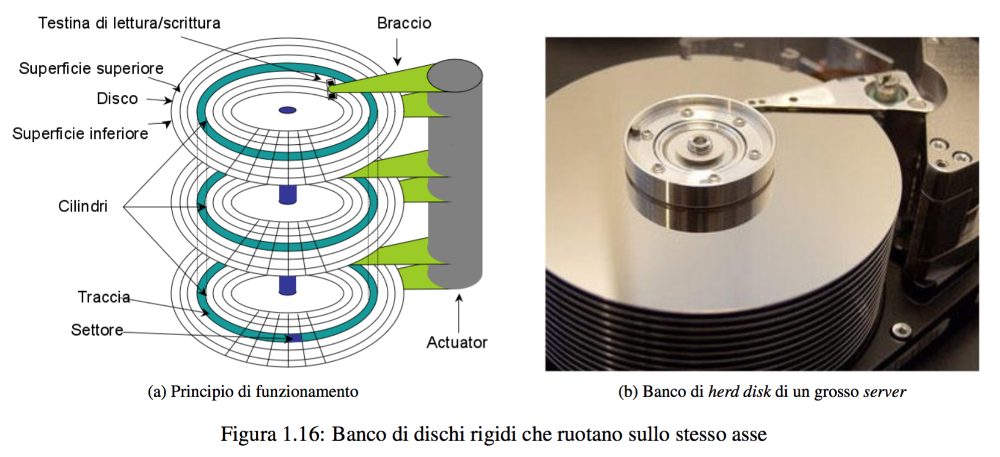 Testina di lettura/scrittura
Braccio
Superficie superiore
Disco
Superficie inferiore
Cilindri
Traccia
Settore
Actuator
(a) Principio di funzionamento
(b) Banco di herd disk di un grosso server
Figura 1.16: Banco di dischi rigidi che ruotano sullo stesso asse